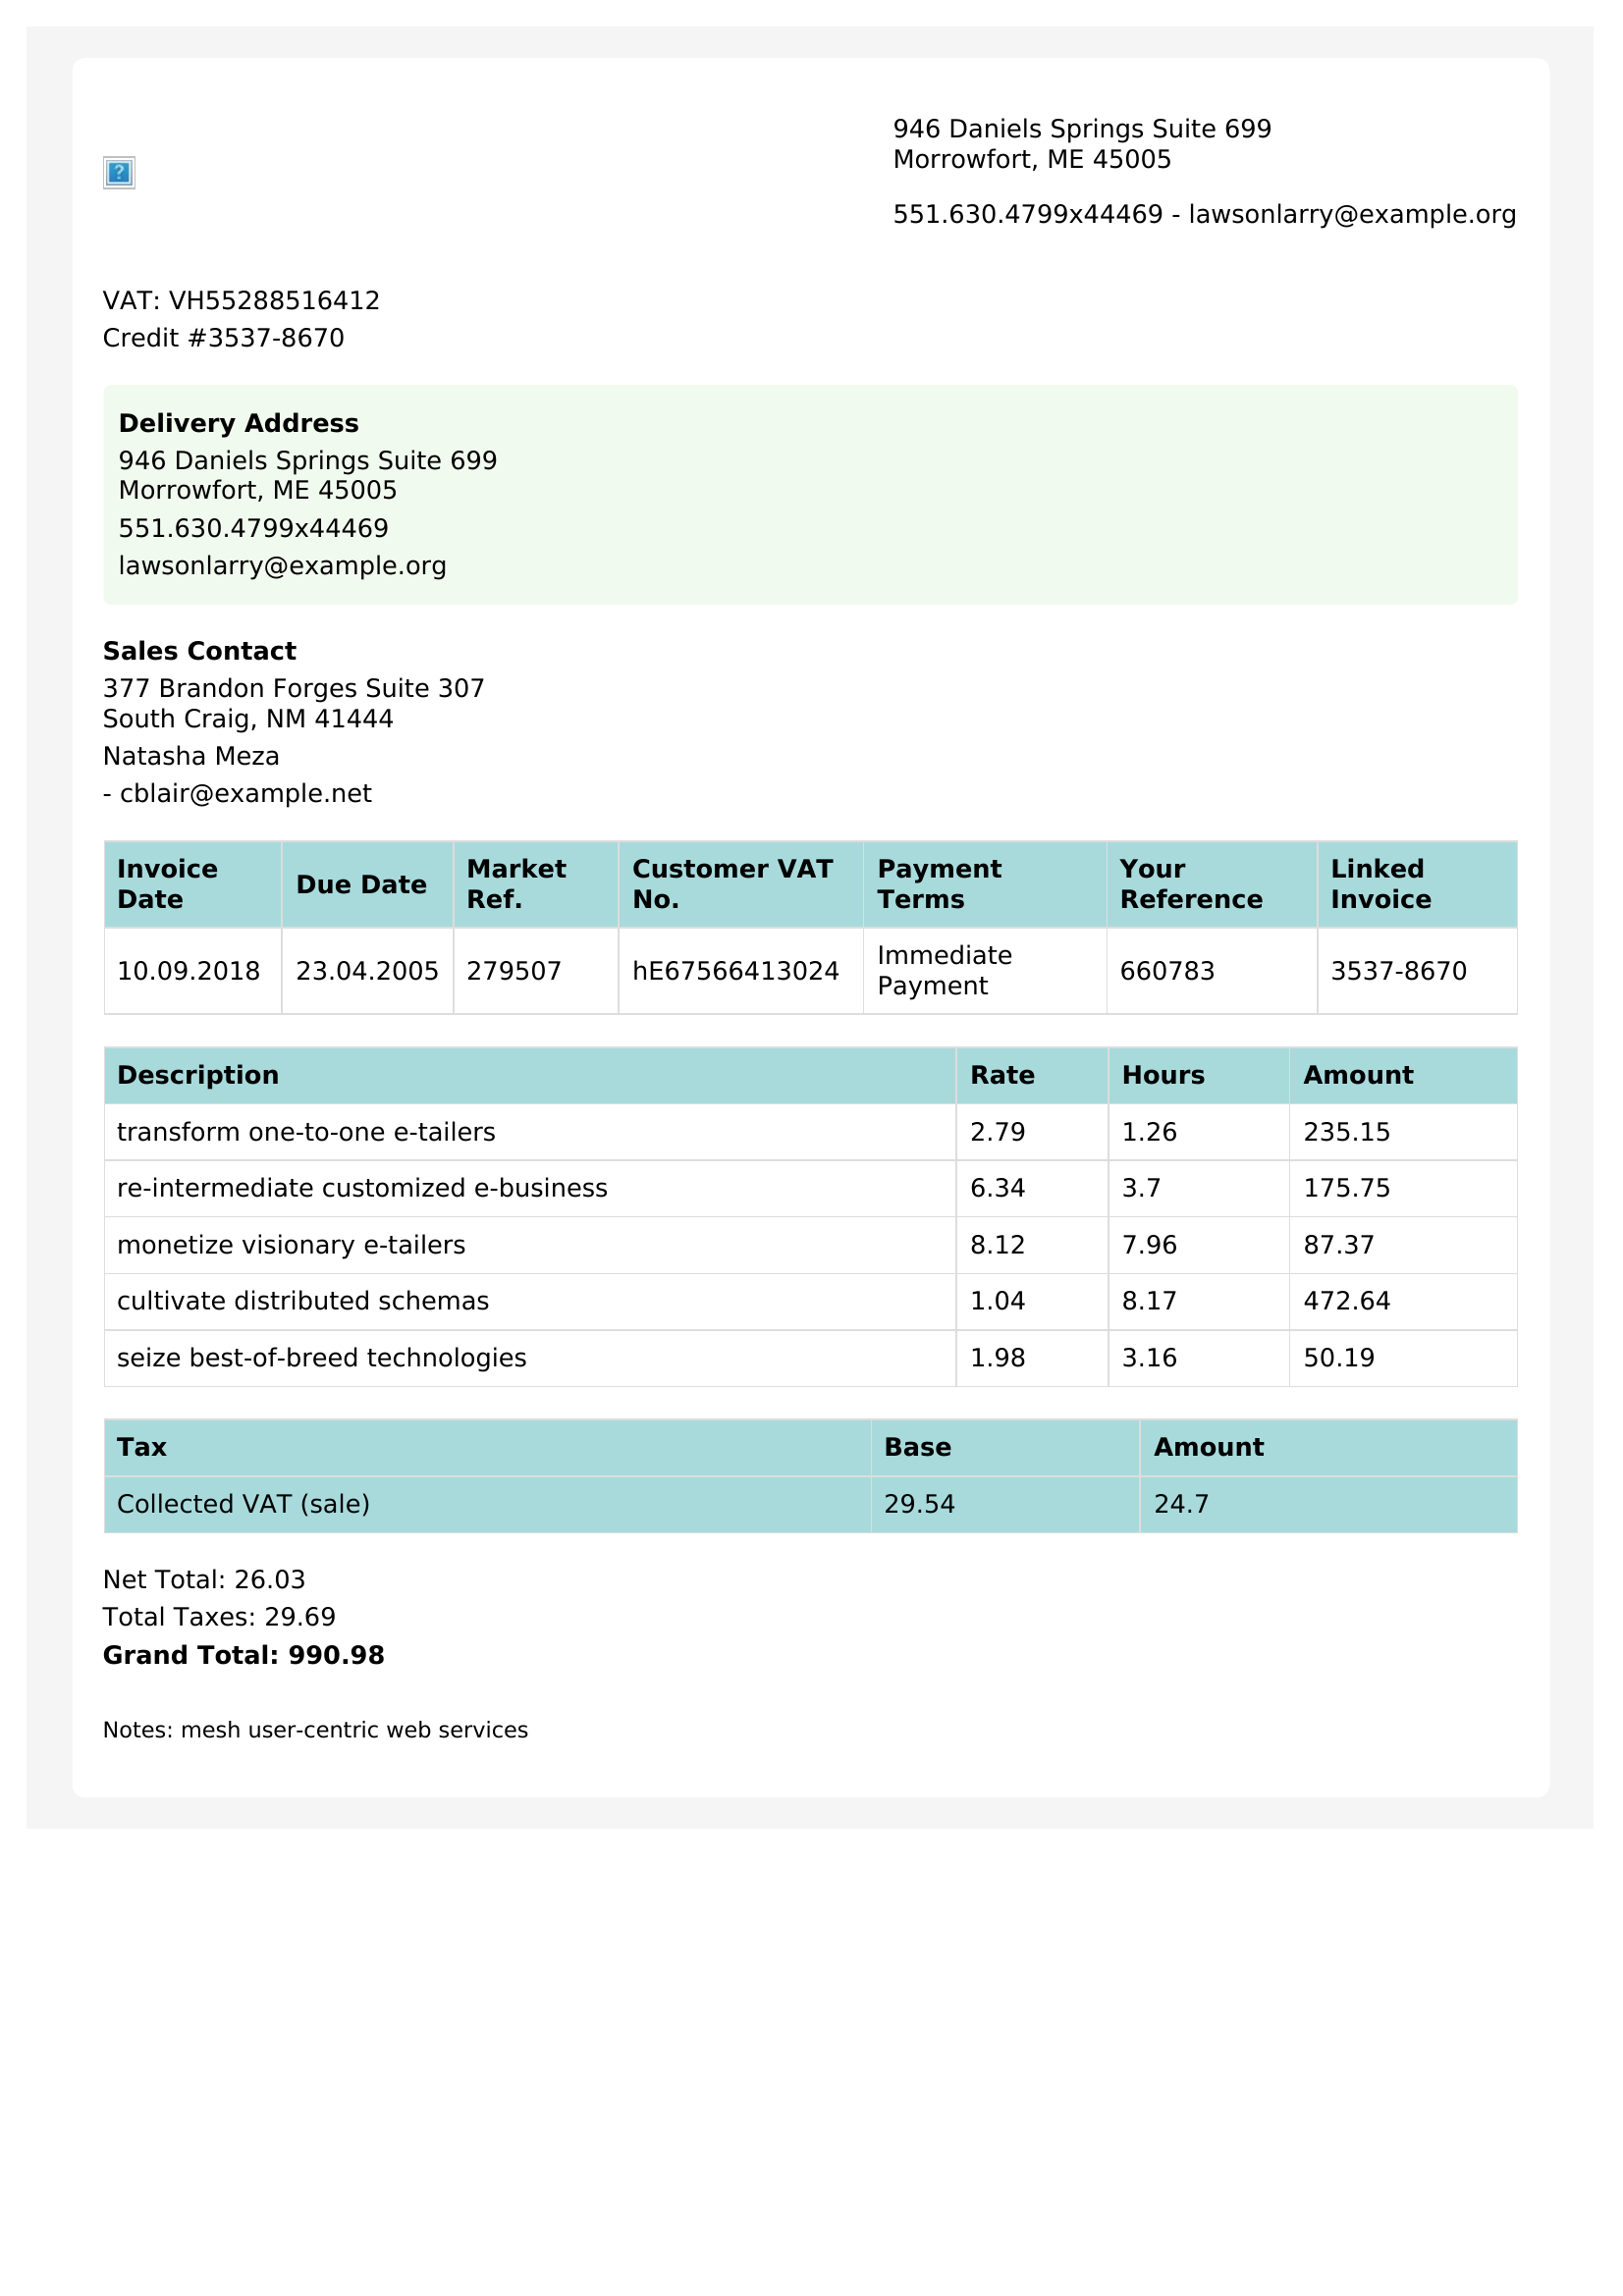 946 Daniels Springs Suite 699
Morrowfort, ME 45005
551.630.4799x44469 - lawsonlarry@example.org
VAT: VH55288516412
Credit #3537-8670
Delivery Address
946 Daniels Springs Suite 699
Morrowfort, ME 45005
551.630.4799x44469
lawsonlarry@example.org
Sales Contact
377 Brandon Forges Suite 307
South Craig, NM 41444
Natasha Meza
- cblair@example.net
Invoice Date Due Date Market Ref. Customer VAT No. Payment Terms Your Reference Linked Invoice
10.09.2018 23.04.2005 279507 hE67566413024 Immediate Payment 660783 3537-8670
Description Rate Hours Amount
transform one-to-one e-tailers 2.79 1.26 235.15
re-intermediate customized e-business 6.34 3.7 175.75
monetize visionary e-tailers 8.12 7.96 87.37
cultivate distributed schemas 1.04 8.17 472.64
seize best-of-breed technologies 1.98 3.16 50.19
Tax Base Amount
Collected VAT (sale) 29.54 24.7
Net Total: 26.03
Total Taxes: 29.69
Grand Total: 990.98
Notes: mesh user-centric web services